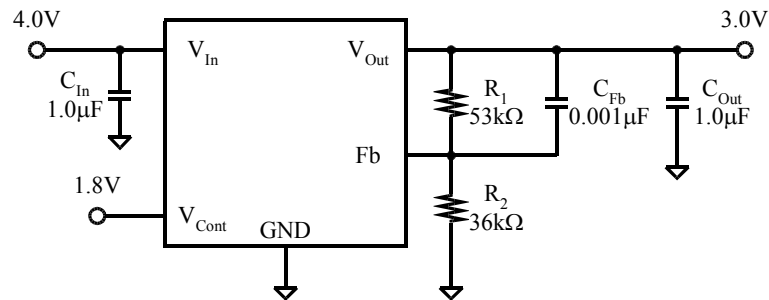 4.0V
3.0V
V_In
V_Out
C_In
1.0µF
R_1
53kΩ
C_Fb
0.001µF
C_Out
1.0µF
Fb
1.8V
V_Cont
GND
R_2
36kΩ